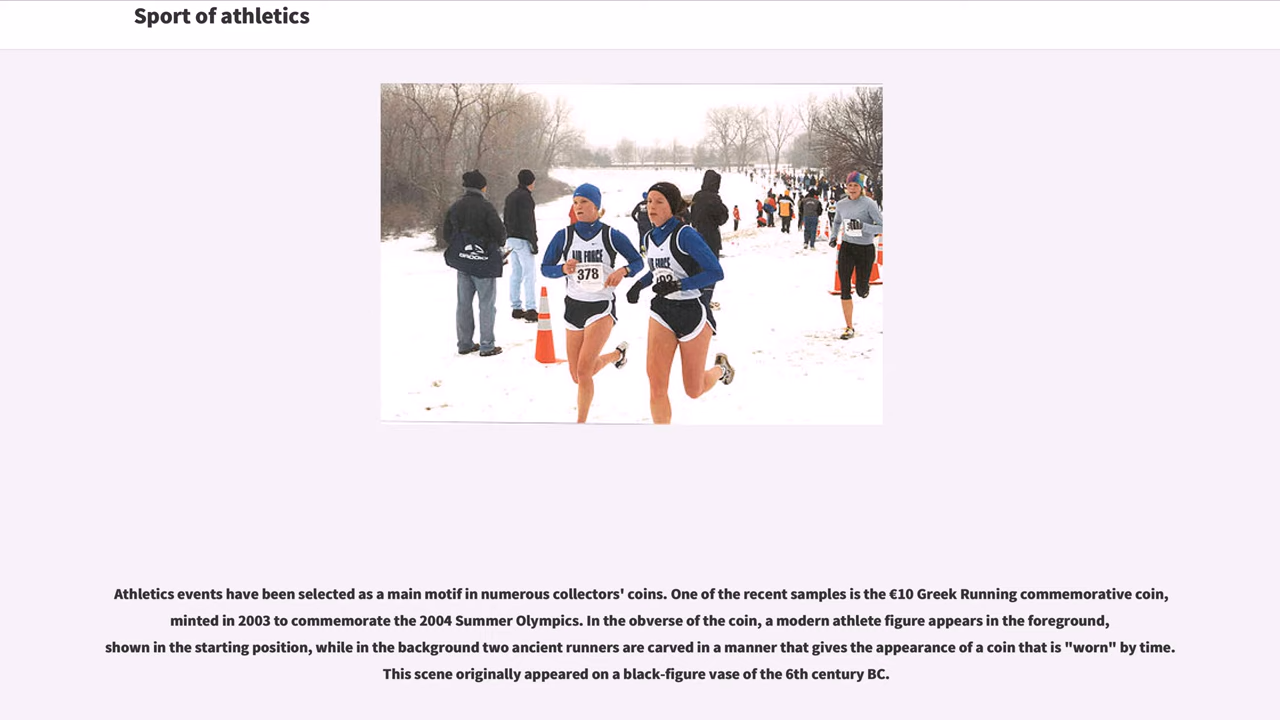 Sport of athletics
BROOKS
AIR FORCE
378
AIR FORCE
Athletics events have been selected as a main motif in numerous collectors' coins. One of the recent samples is the €10 Greek Running commemorative coin,
minted in 2003 to commemorate the 2004 Summer Olympics. In the obverse of the coin, a modern athlete figure appears in the foreground,
shown in the starting position, while in the background two ancient runners are carved in a manner that gives the appearance of a coin that is "worn" by time.
This scene originally appeared on a black-figure vase of the 6th century BC.